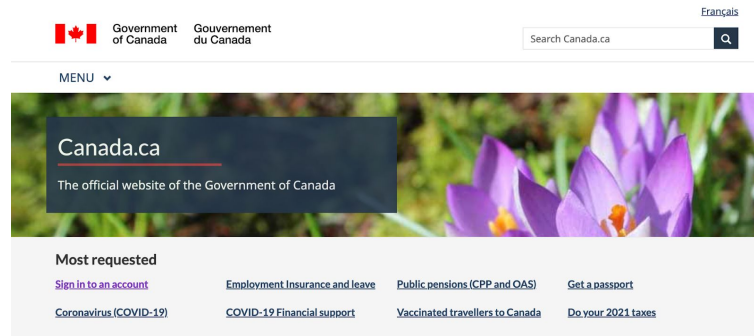 Français
Government of Canada
Gouvernement du Canada
Search Canada.ca
MENU
Canada.ca
The official website of the Government of Canada
Most requested
Sign in to an account
Employment Insurance and leave
Public pensions (CPP and OAS)
Get a passport
Coronavirus (COVID-19)
COVID-19 Financial support
Vaccinated travellers to Canada
Do your 2021 taxes